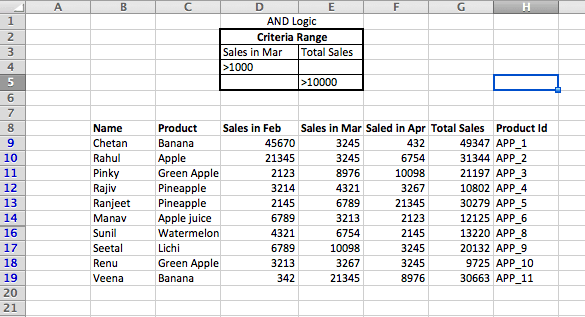 A B C D E F G H
1 AND Logic
2 Criteria Range
3 Sales in Mar Total Sales
4 >1000
5 >10000
6
7
8 Name Product Sales in Feb Sales in Mar Saled in Apr Total Sales Product Id
9 Chetan Banana 45670 3245 432 49347 APP_1
10 Rahul Apple 21345 3245 6754 31344 APP_2
11 Pinky Green Apple 2123 8976 10098 21197 APP_3
12 Rajiv Pineapple 3214 4321 3267 10802 APP_4
13 Ranjeet Pineapple 2145 6789 21345 30279 APP_5
14 Manav Apple juice 6789 3213 2123 12125 APP_6
16 Sunil Watermelon 4321 6754 2145 13220 APP_8
17 Seetal Lichi 6789 10098 3245 20132 APP_9
18 Renu Green Apple 3213 3267 3245 9725 APP_10
19 Veena Banana 342 21345 8976 30663 APP_11
20
21